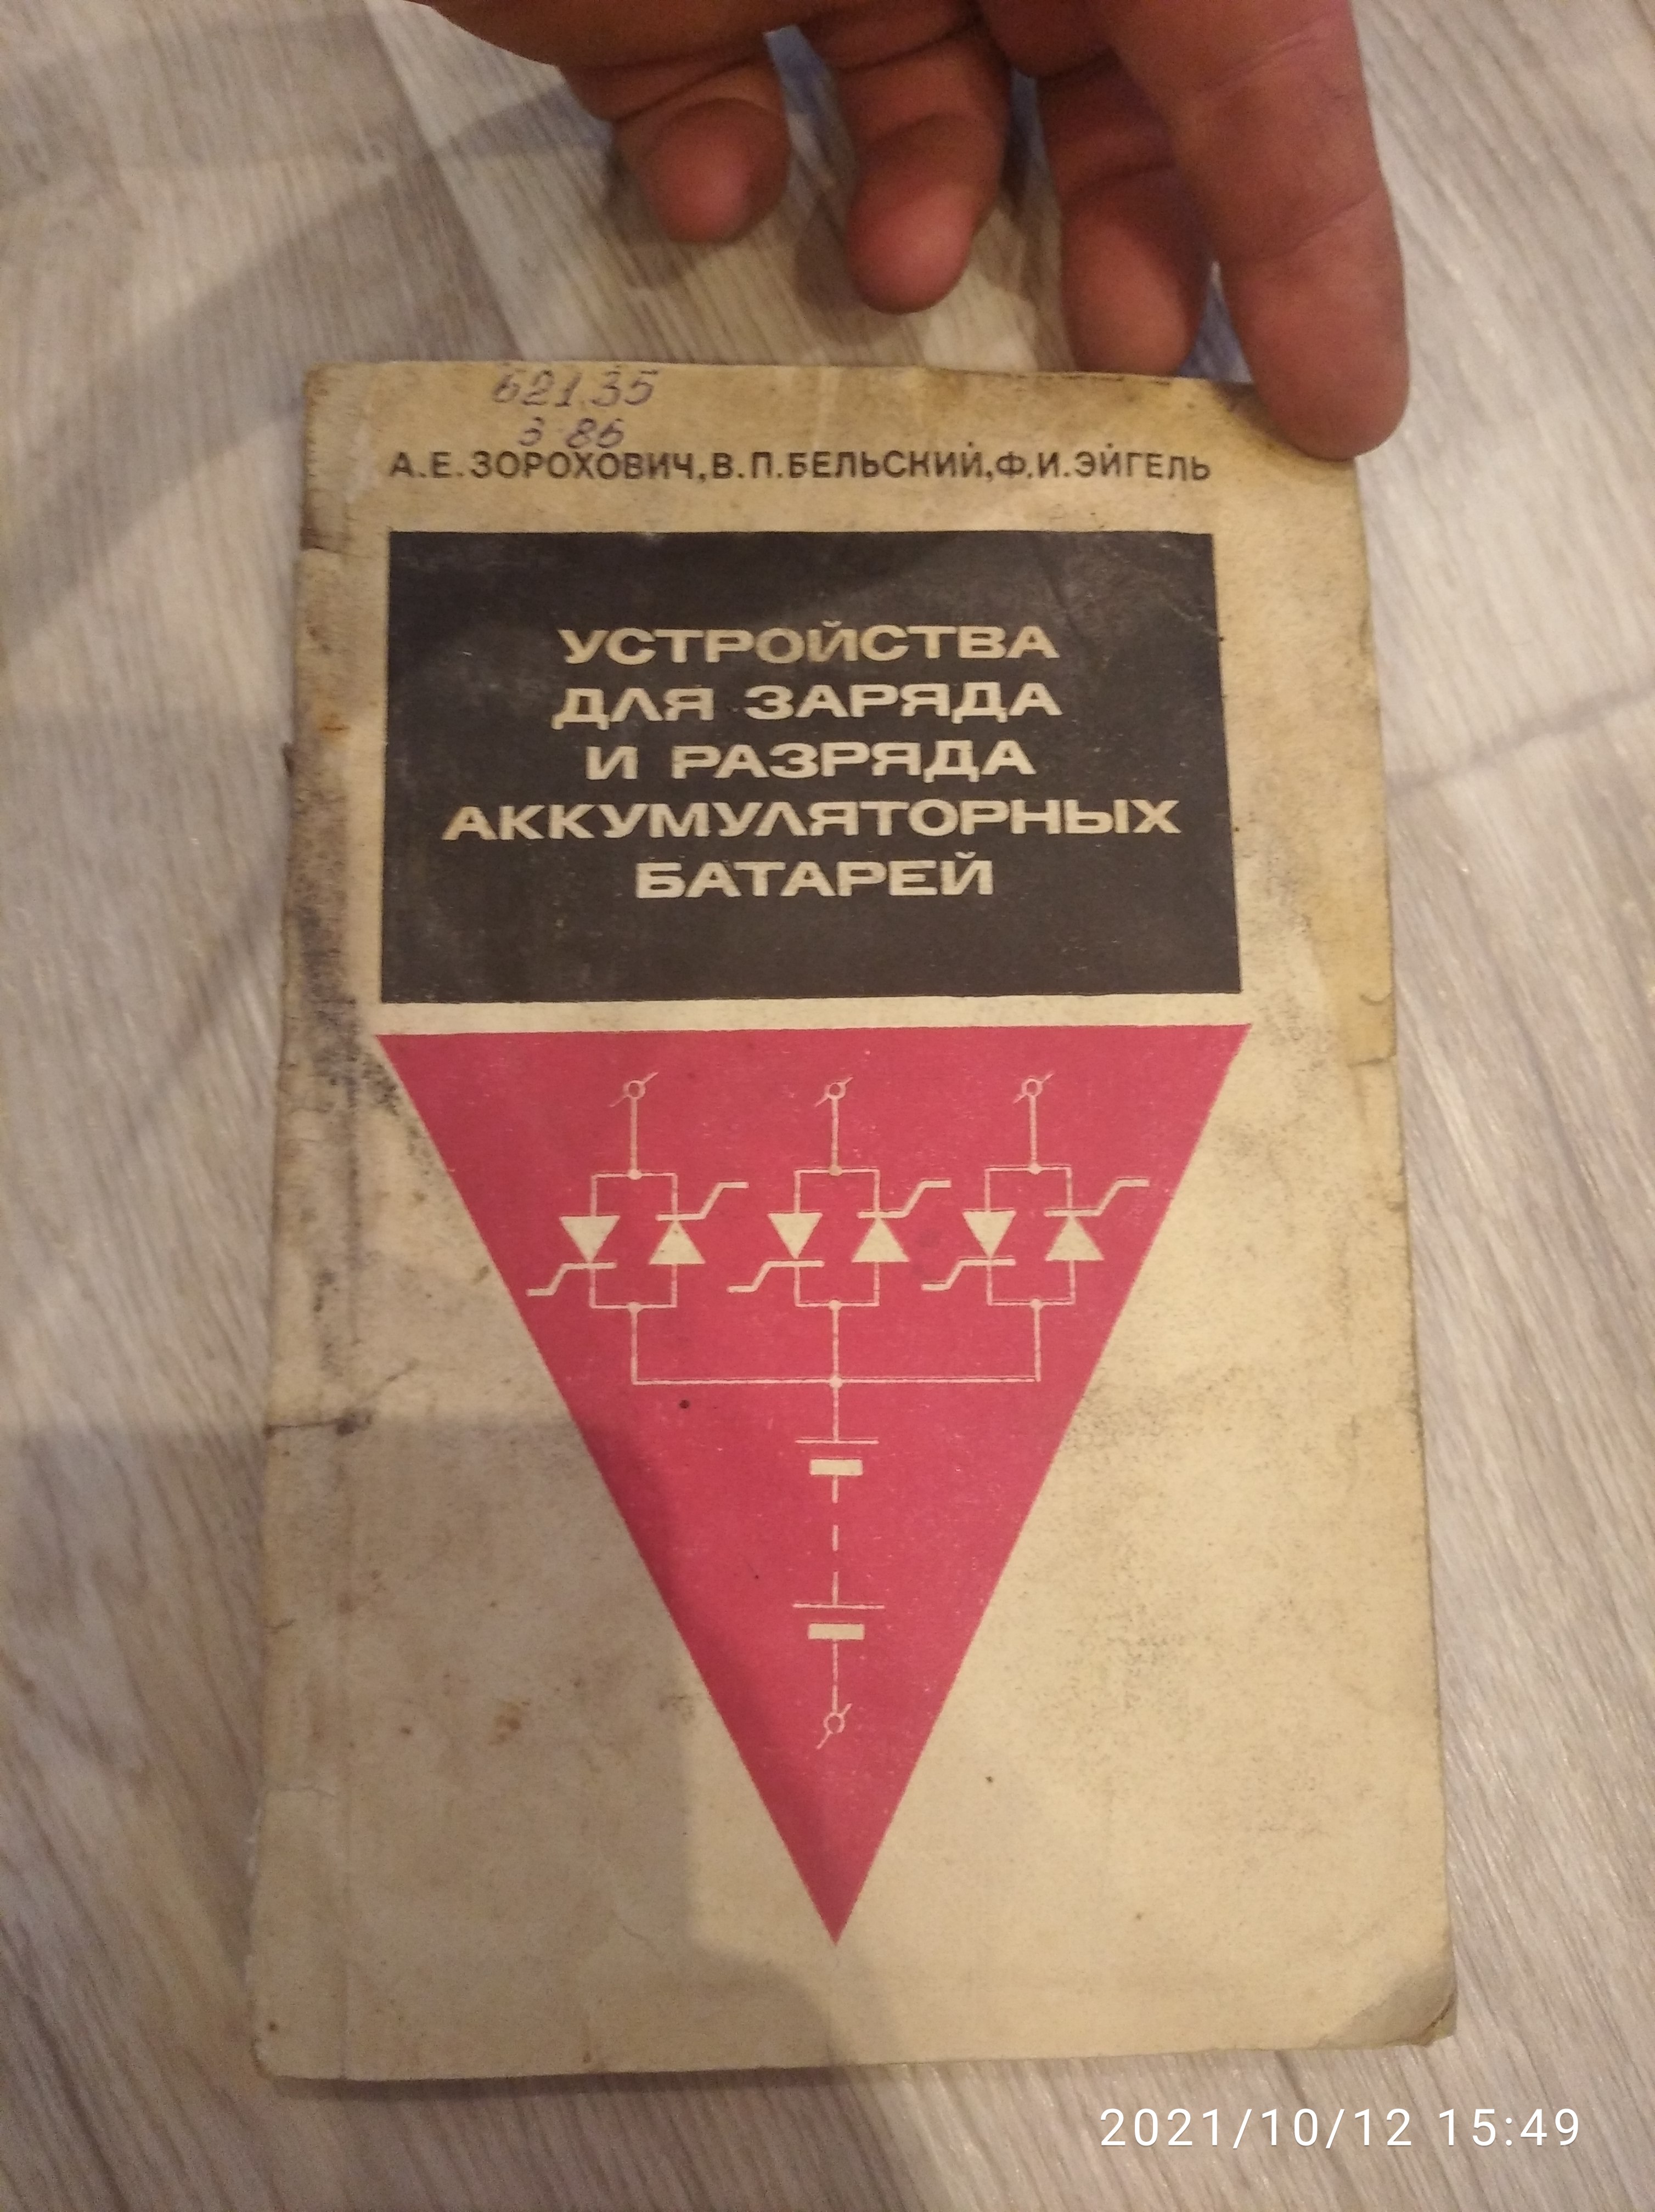 621.35
З 86
А.Е.ЗОРОХОВИЧ, В.П.БЕЛЬСКИЙ, Ф.И.ЭЙГЕЛЬ
УСТРОЙСТВА
ДЛЯ ЗАРЯДА
И РАЗРЯДА
АККУМУЛЯТОРНЫХ
БАТАРЕЙ
2021/10/12 15:49